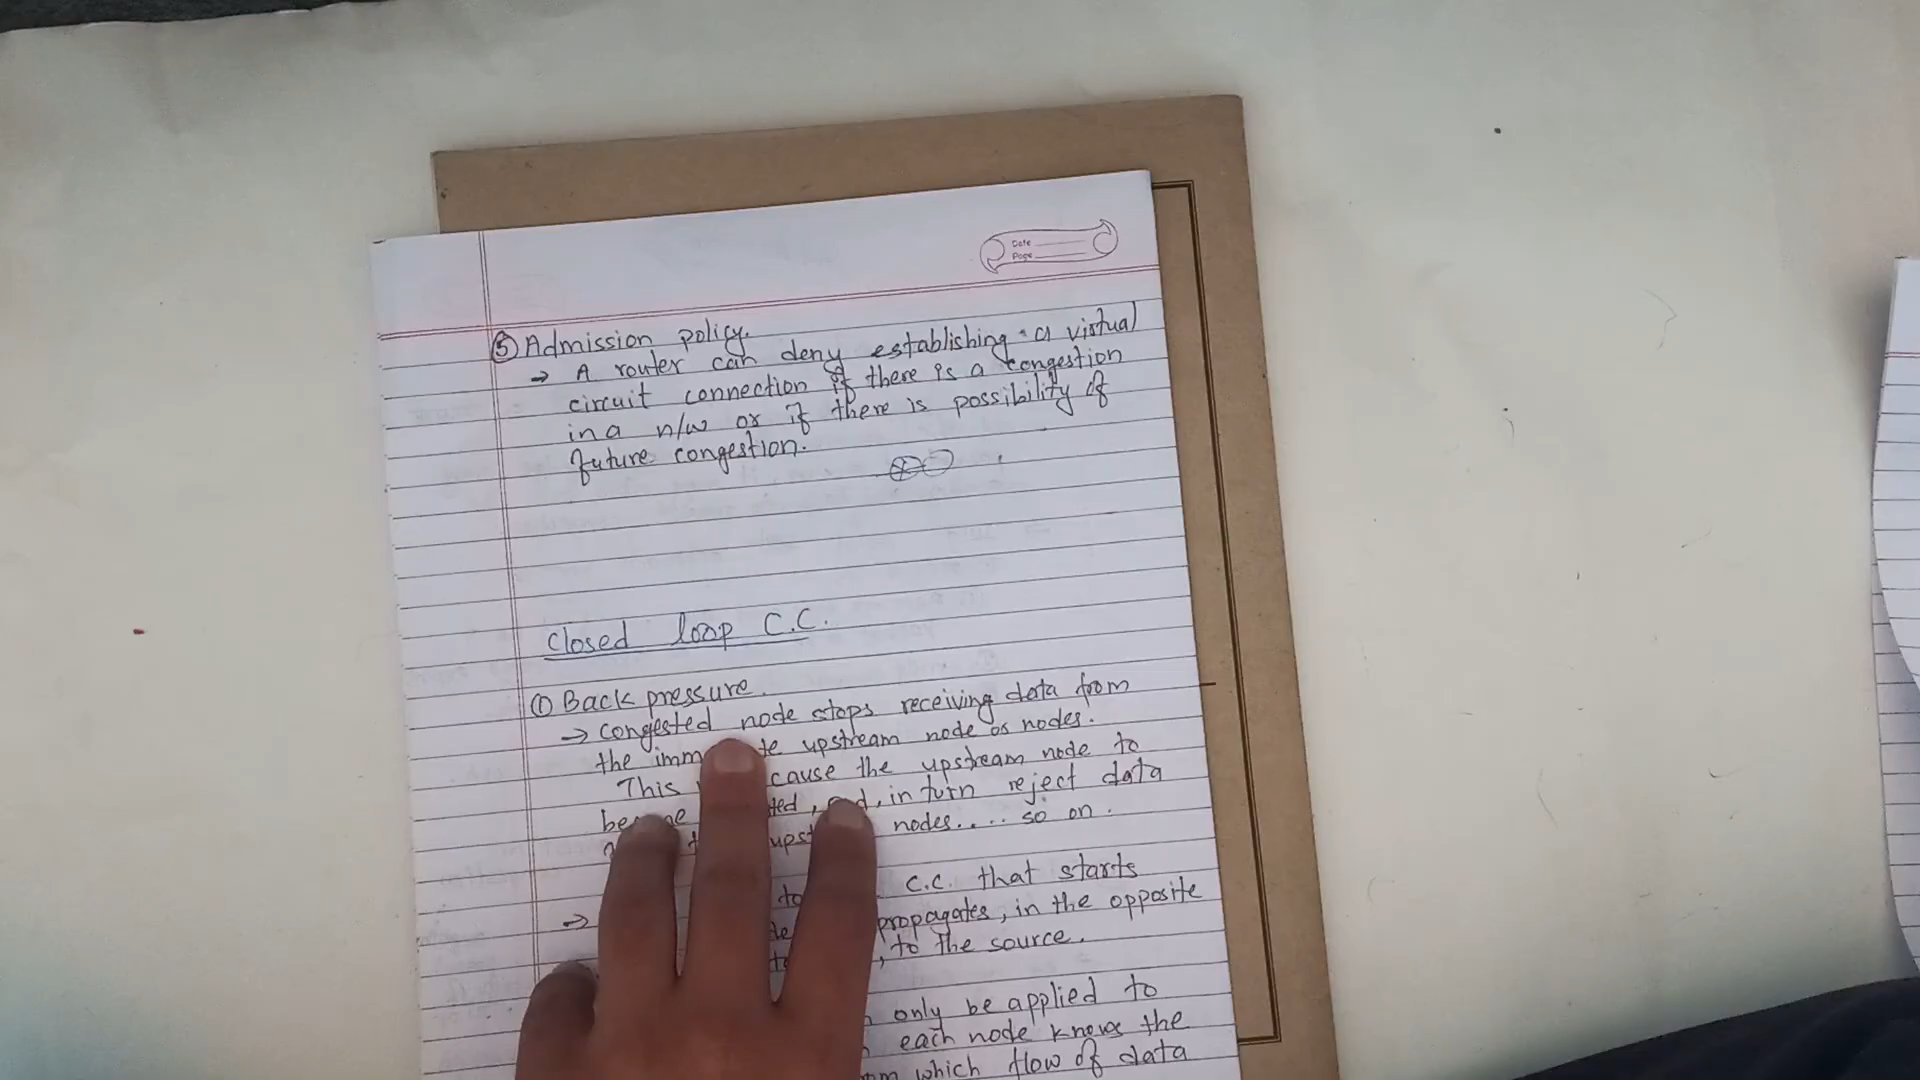 Date
Page
⑤ Admission policy.
→ A router can deny establishing a virtual
circuit connection if there is a congestion
in a n/w or if there is possibility of
future congestion.
Closed loop C.C.
① Back pressure.
→ Congested node stops receiving data from
the upstream node or nodes.
This cause the upstream node to
in turn reject data
nodes.... so on.
C.C. that starts
→ propagates, in the opposite
, to the source.
only be applied to
each node knows the
which flow of data